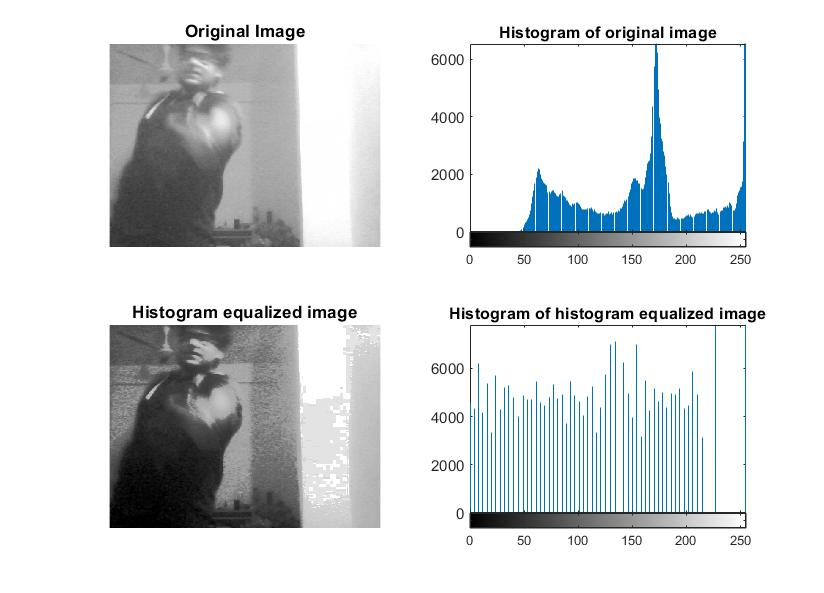 Original Image
Histogram of original image
6000
4000
2000
0
0 50 100 150 200 250
Histogram equalized image
Histogram of histogram equalized image
6000
4000
2000
0
0 50 100 150 200 250